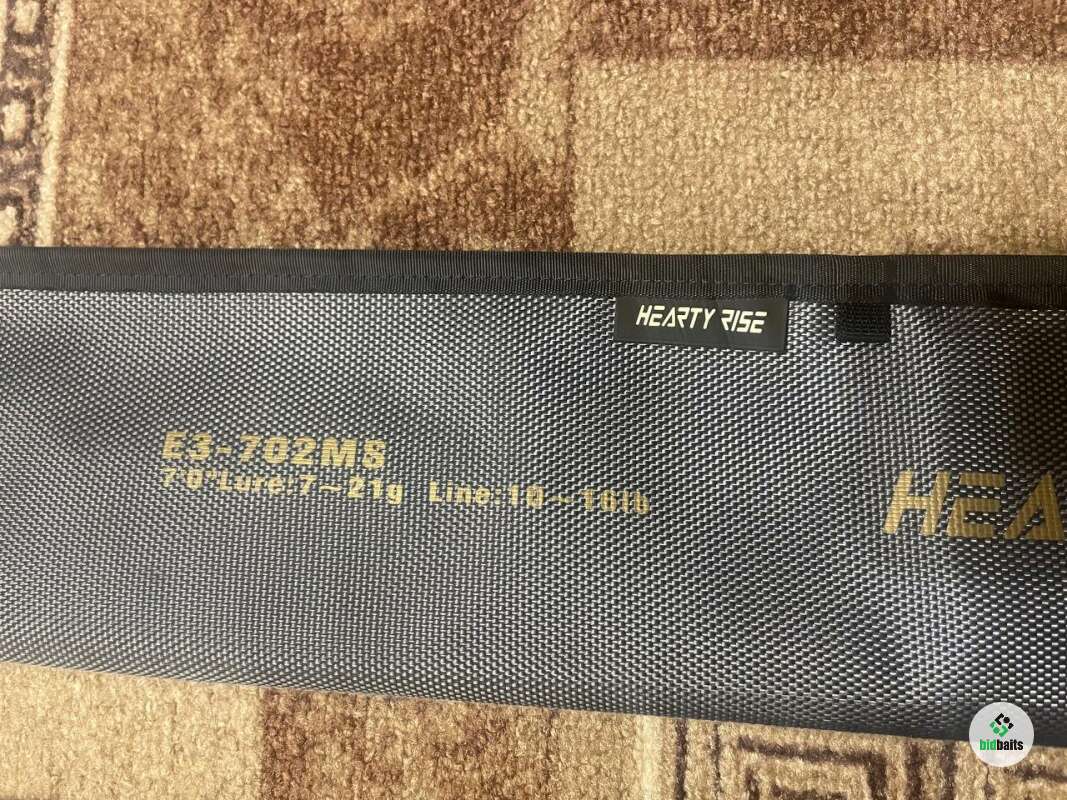 HEARTY RISE
E3-702MS
7'0"Lure:7~21g Line:10~16lb
HEA
bidbaits